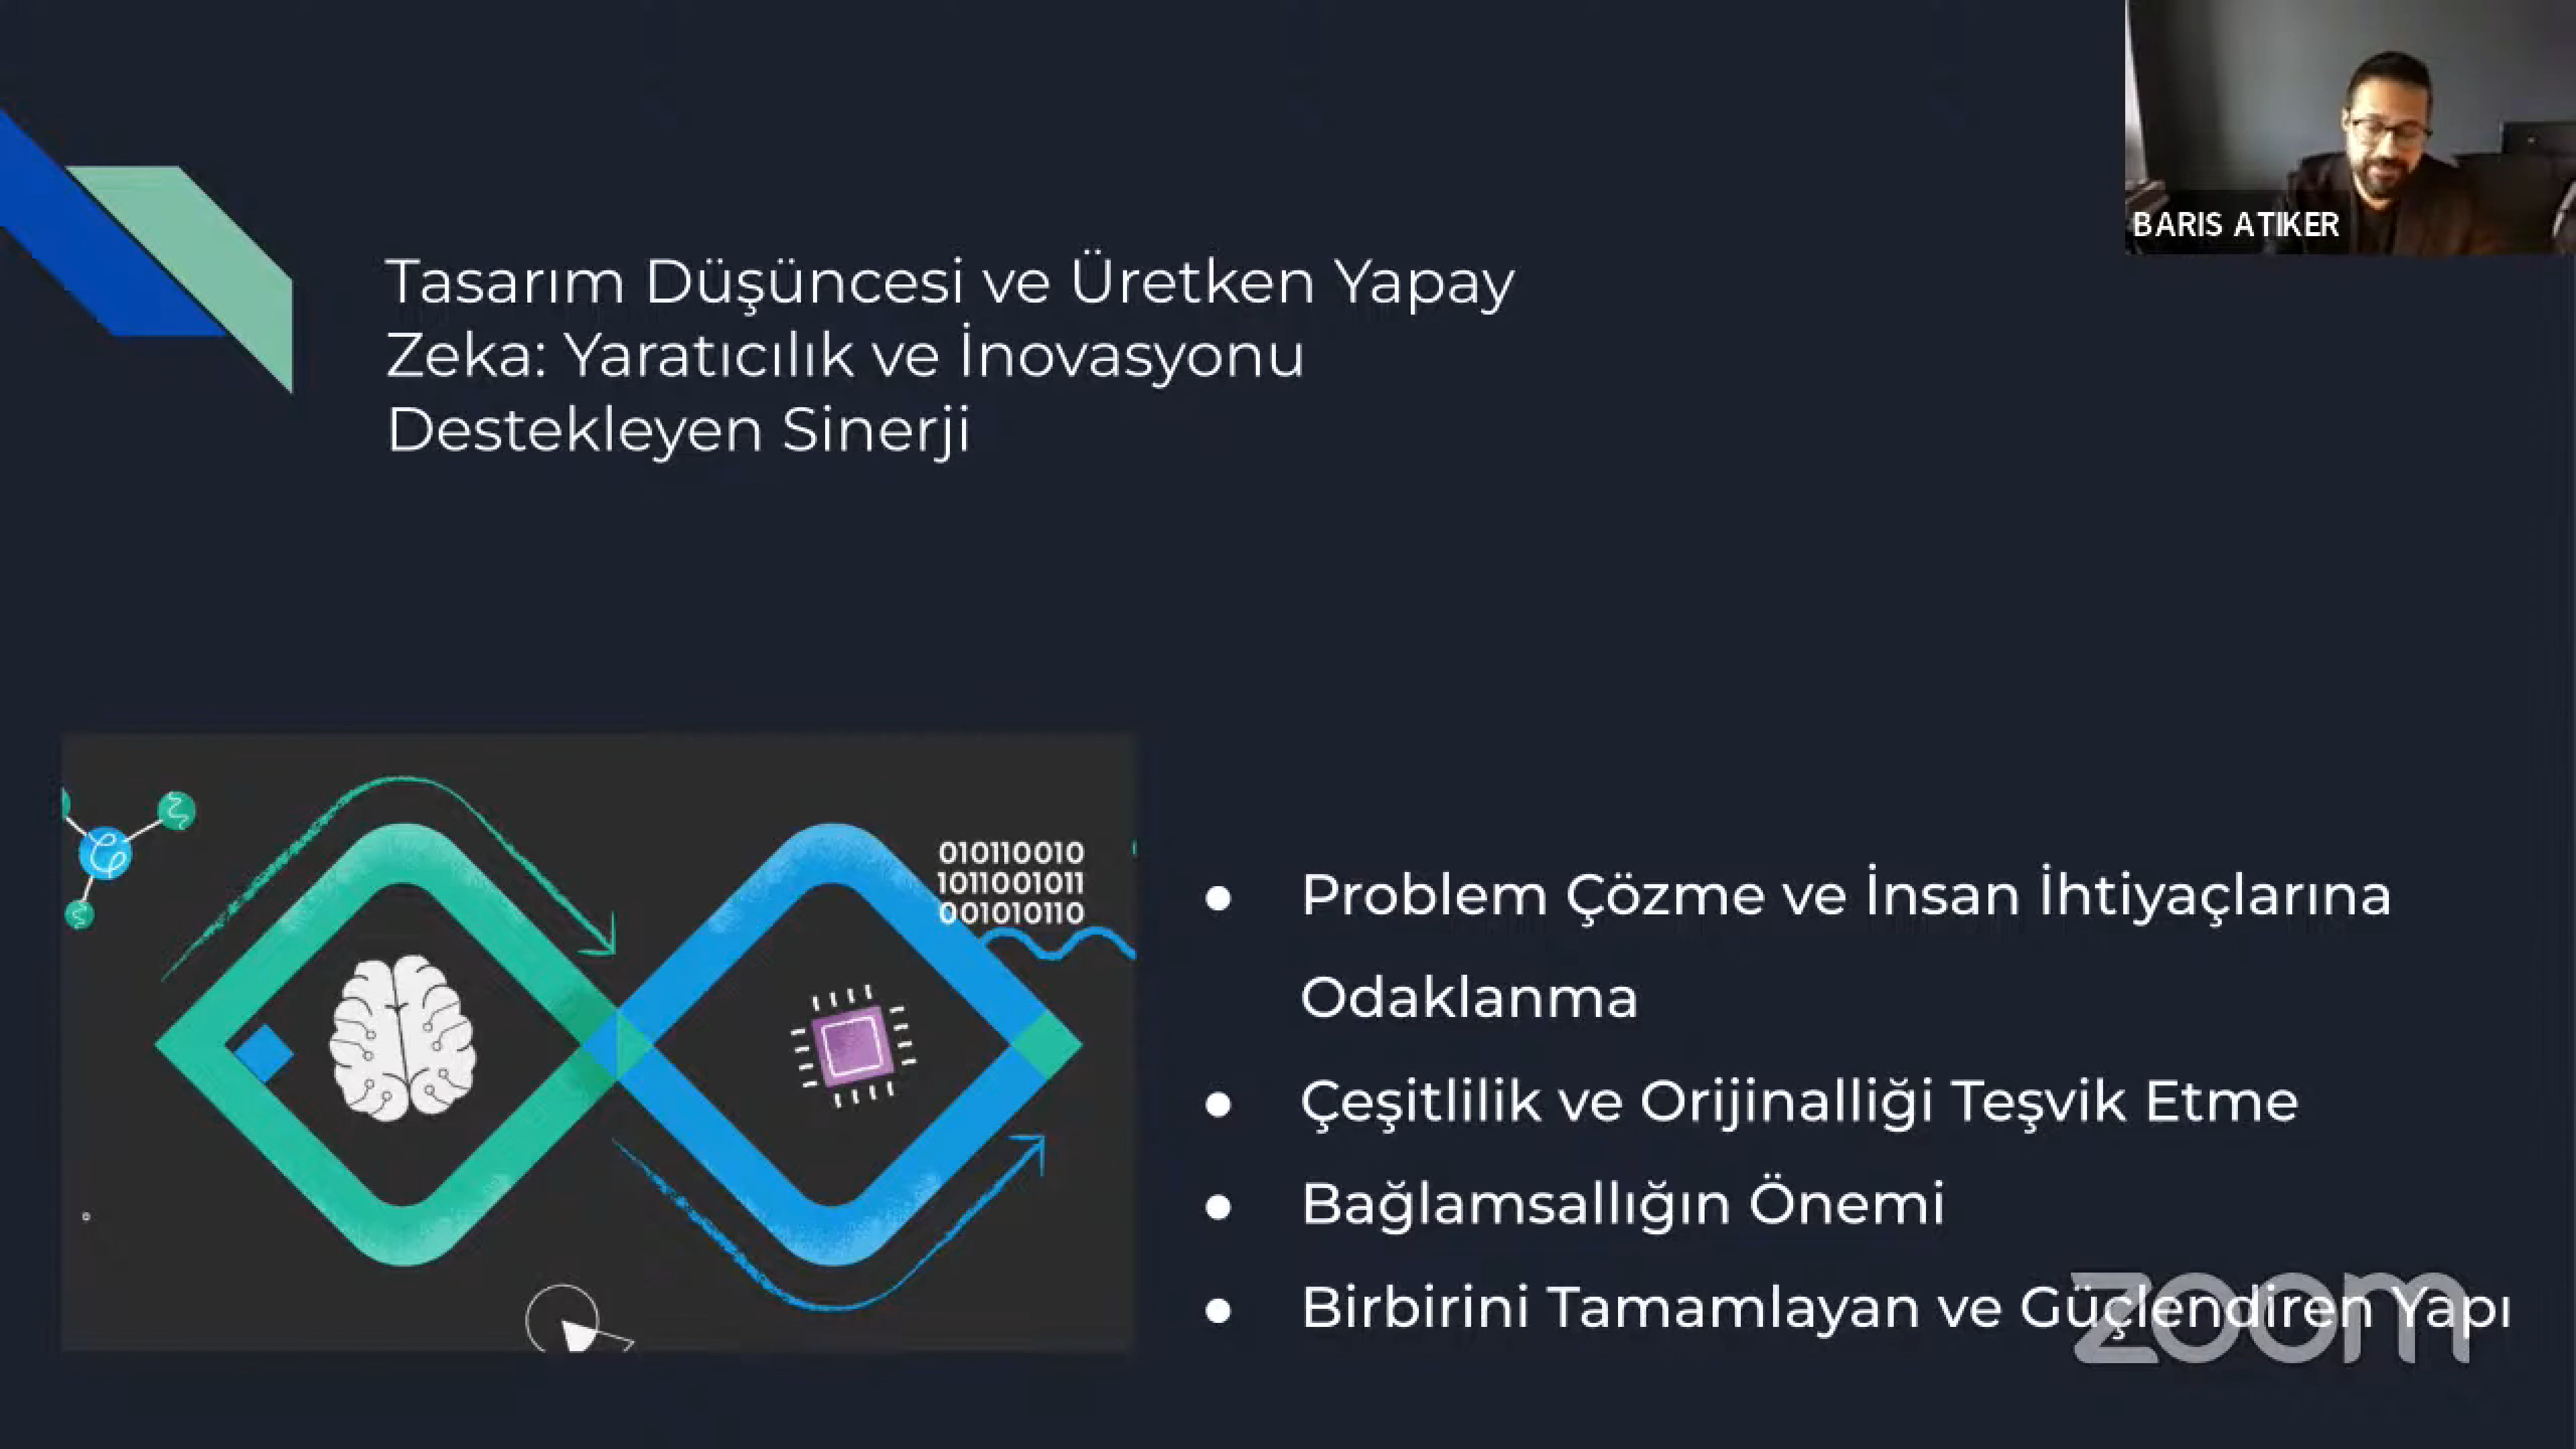 BARIS ATIKER
Tasarım Düşüncesi ve Üretken Yapay
Zeka: Yaratıcılık ve İnovasyonu
Destekleyen Sinerji
010110010
1011001011
001010110
● Problem Çözme ve İnsan İhtiyaçlarına
Odaklanma
● Çeşitlilik ve Orijinalliği Teşvik Etme
● Bağlamsallığın Önemi
● Birbirini Tamamlayan ve Güçlendiren Yapı
zoom